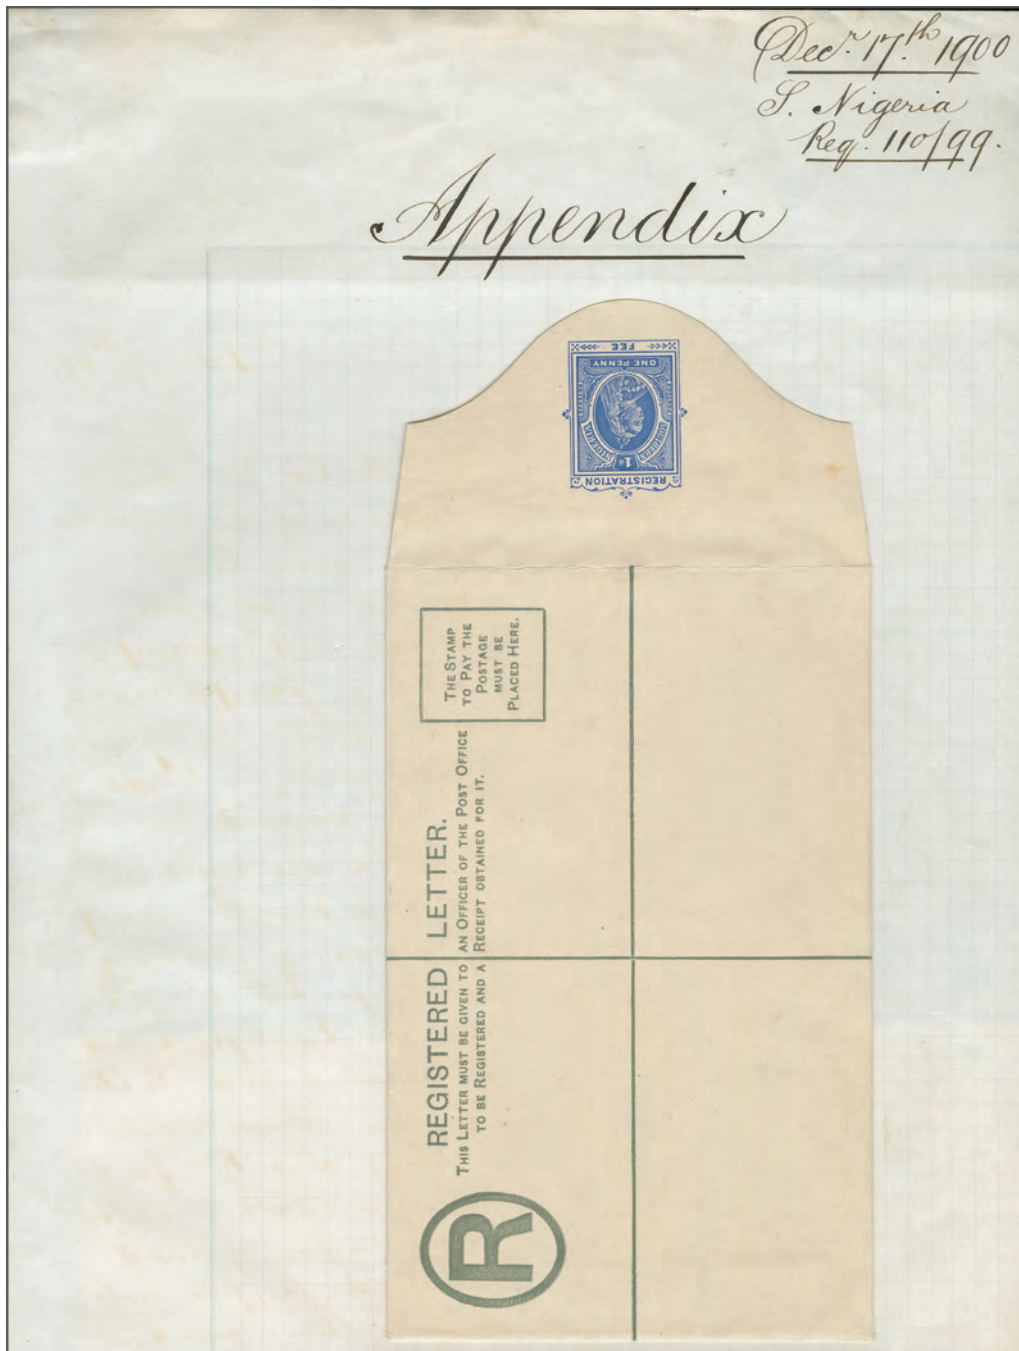 Decr. 17.th 1900
S. Nigeria
Reg. 110/99.
Appendix
REGISTRATION
1d
SOUTHERN NIGERIA
ONE PENNY
FEE
THE STAMP
TO PAY THE
POSTAGE
MUST BE
PLACED HERE.
REGISTERED LETTER.
THIS LETTER MUST BE GIVEN TO AN OFFICER OF THE POST OFFICE
TO BE REGISTERED AND A RECEIPT OBTAINED FOR IT.
R